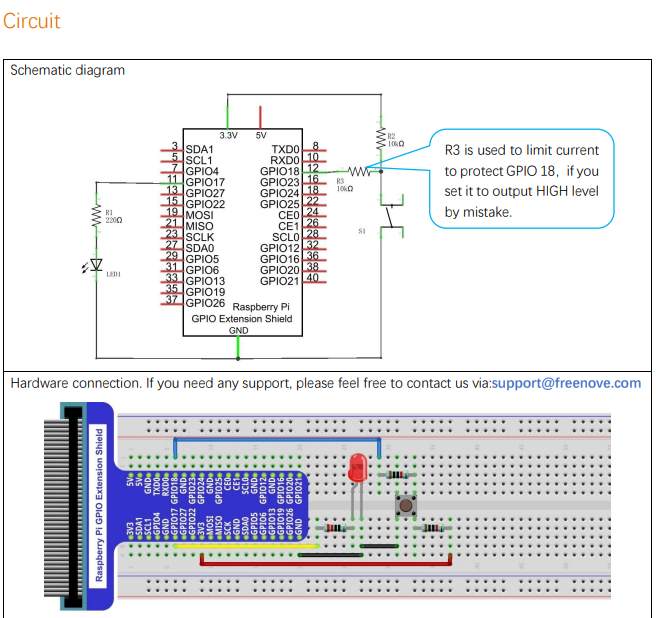 Circuit
Schematic diagram
3.3V 5V
3 SDA1 TXD0 8
5 SCL1 RXD0 10
7 GPIO4 GPIO18 12
11 GPIO17 GPIO23 16
13 GPIO27 GPIO24 18
15 GPIO22 GPIO25 22
19 MOSI CE0 24
21 MISO CE1 26
23 SCLK SCL0 28
27 SDA0 GPIO12 32
29 GPIO5 GPIO16 36
31 GPIO6 GPIO20 38
33 GPIO13 GPIO21 40
35 GPIO19
37 GPIO26
Raspberry Pi
GPIO Extension Shield
GND
R1
220Ω
LED1
R2
10kΩ
R3
10kΩ
S1
R3 is used to limit current
to protect GPIO 18, if you
set it to output HIGH level
by mistake.
Hardware connection. If you need any support, please feel free to contact us via:support@freenove.com
Raspberry Pi GPIO Extension Shield
5V
5V
GND
TXD0
RXD0
GPIO18
GND
GPIO23
GPIO24
GND
GPIO25
CE0
CE1
SCL0
GND
GPIO12
GND
GPIO16
GPIO20
GPIO21
3V3
SDA1
SCL1
GPIO4
GND
GPIO17
GPIO27
GPIO22
3V3
MOSI
MISO
SCK
GND
SDA0
GPIO5
GPIO6
GPIO13
GPIO19
GPIO26
GND